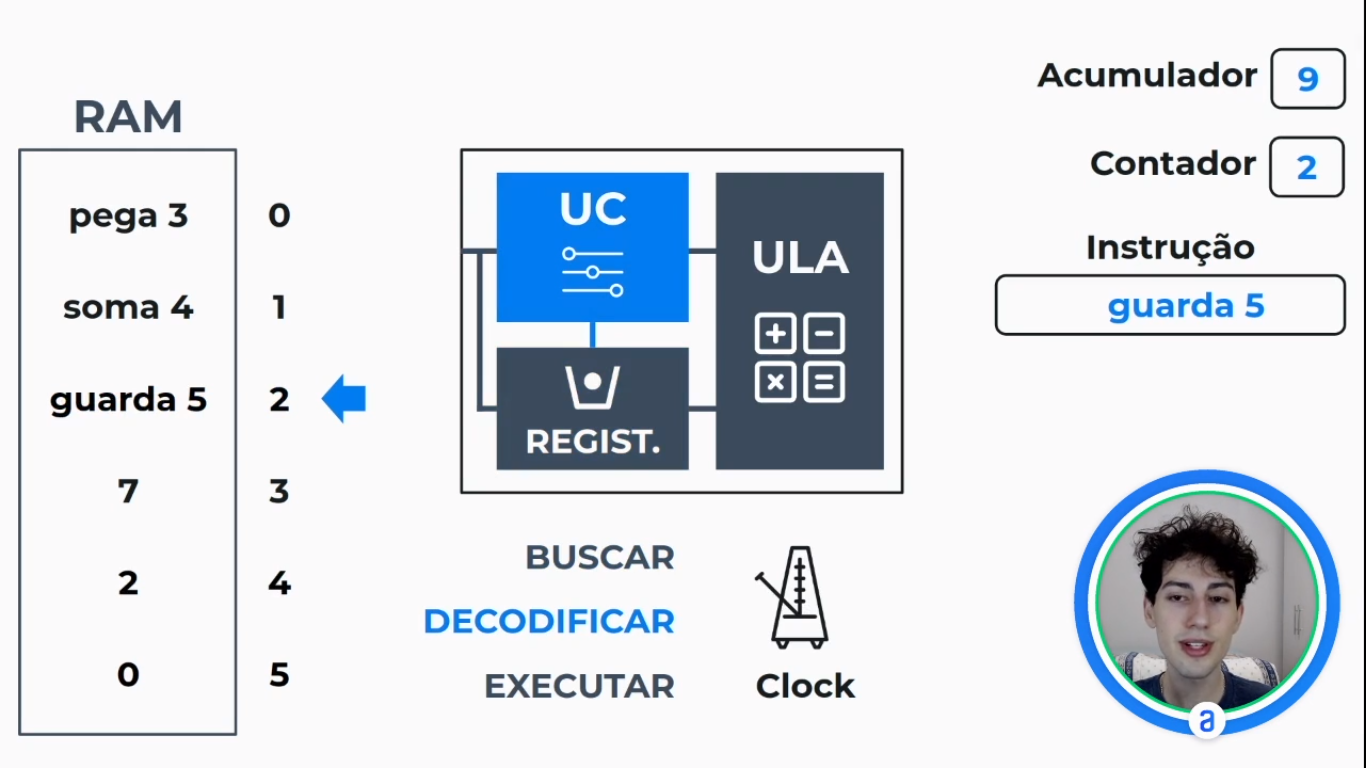 RAM
pega 3 0
soma 4 1
guarda 5 2
7 3
2 4
0 5
UC
ULA
REGIST.
BUSCAR
DECODIFICAR
EXECUTAR
Clock
Acumulador 9
Contador 2
Instrução
guarda 5
a